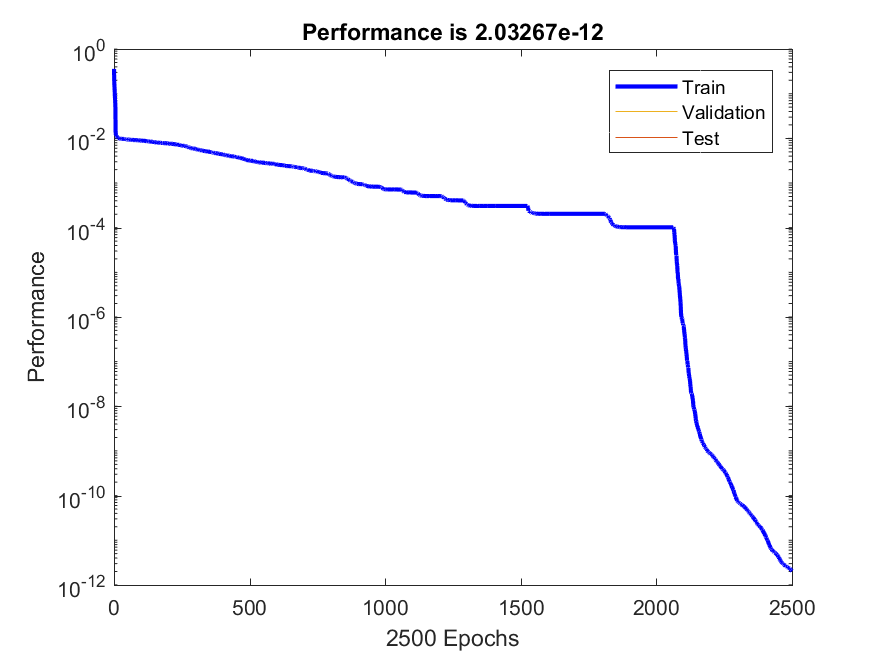 Performance is 2.03267e-12
10^0
10^-2
10^-4
10^-6
10^-8
10^-10
10^-12
Performance
Train
Validation
Test
0 500 1000 1500 2000 2500
2500 Epochs